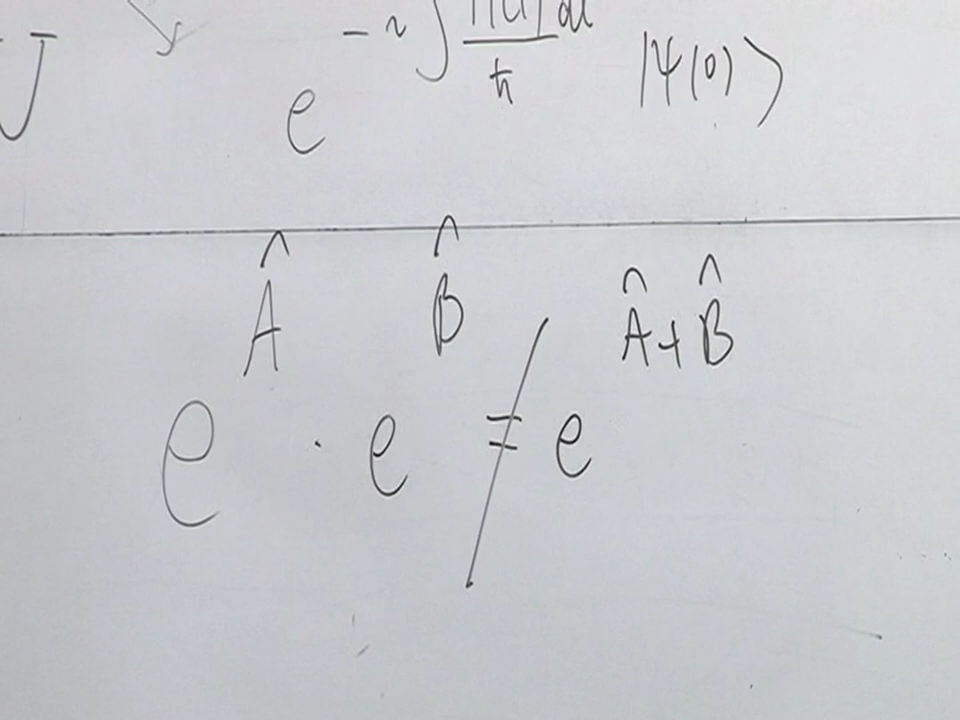 U e^{-i∫H(t)dt/ħ} |Ψ(0)⟩
e^Â · e^B̂ ≠ e^{Â+B̂}